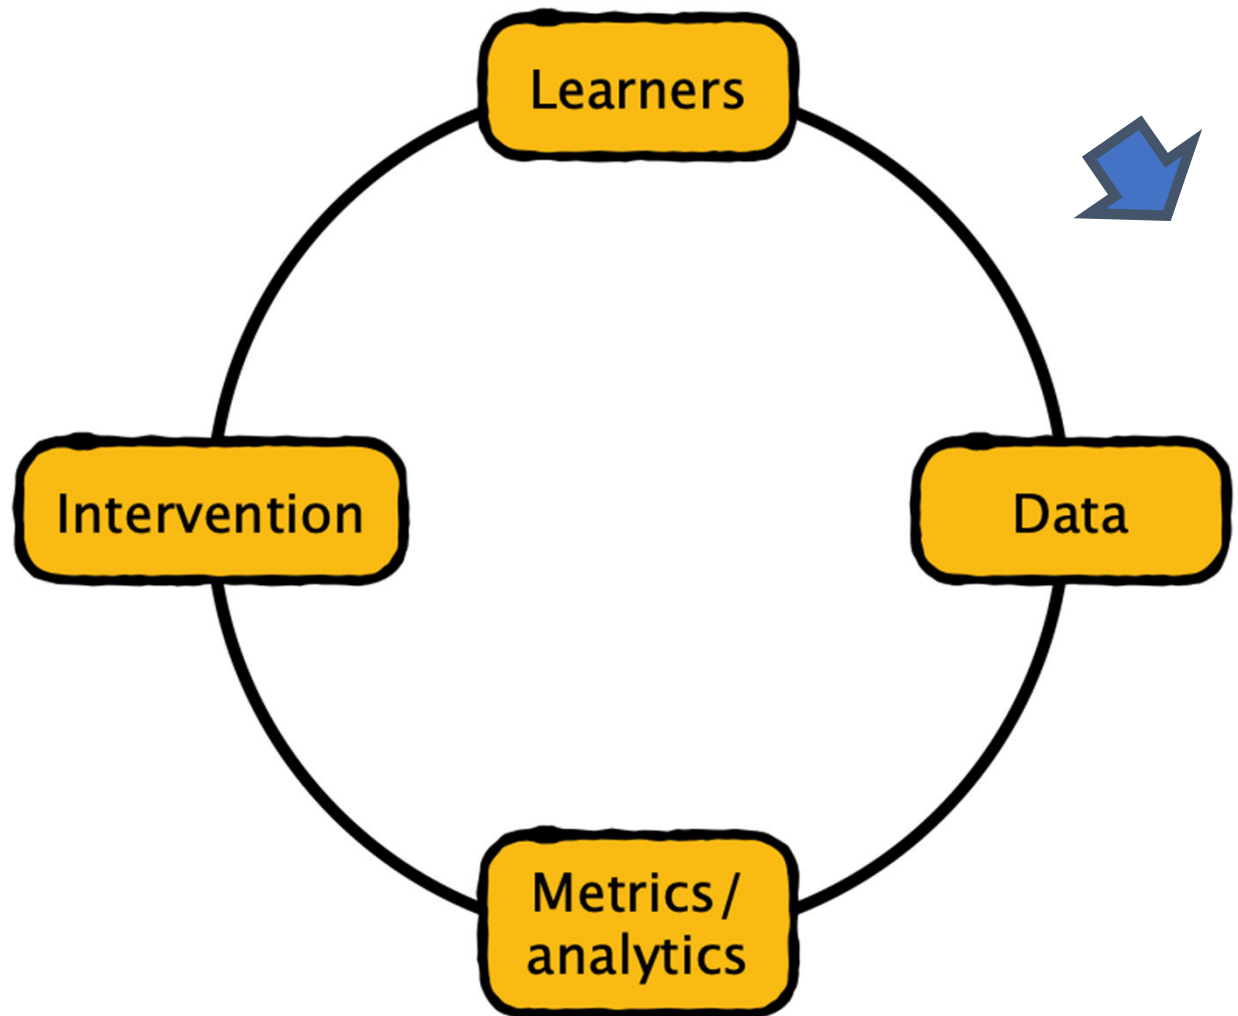 Learners
Intervention
Data
Metrics/
analytics